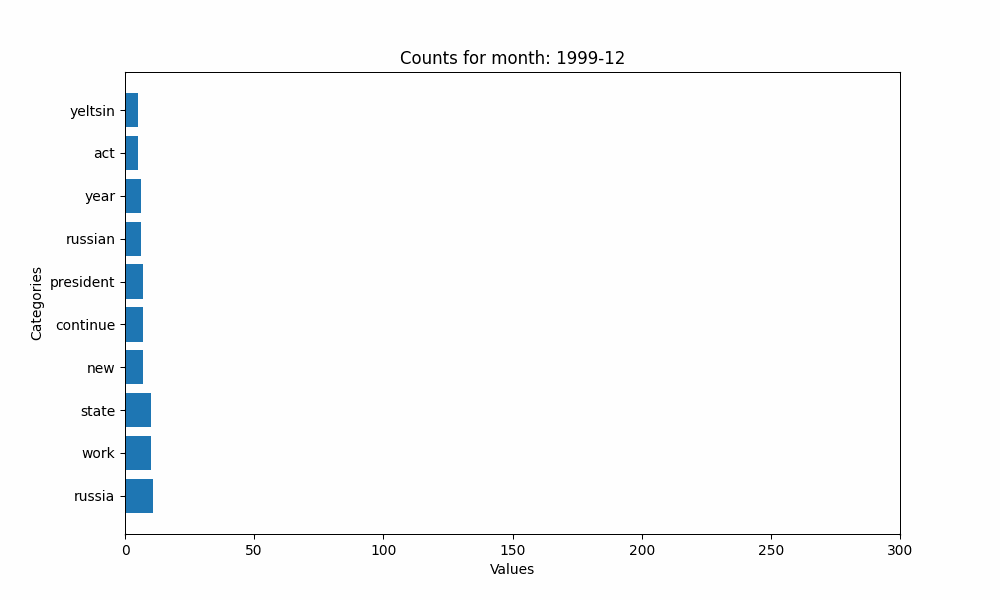 Counts for month: 1999-12
yeltsin
act
year
russian
president
continue
new
state
work
russia
Categories
0 50 100 150 200 250 300
Values